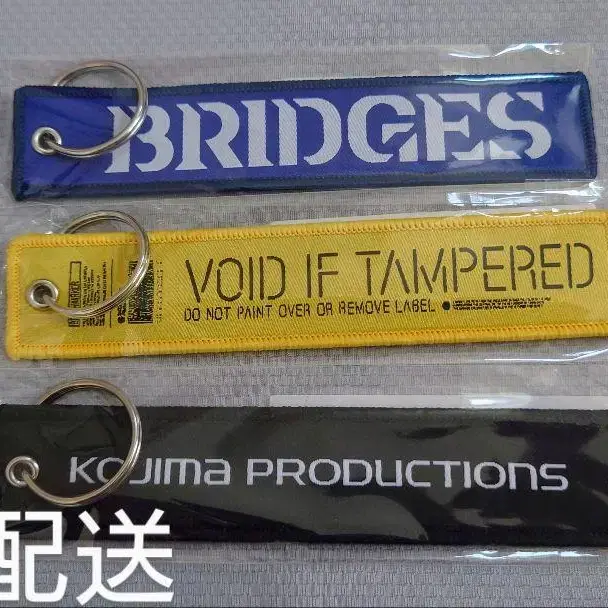 BRIDGES
VOID IF TAMPERED
DO NOT PAINT OVER OR REMOVE LABEL
KOJIMA PRODUCTIONS
配送